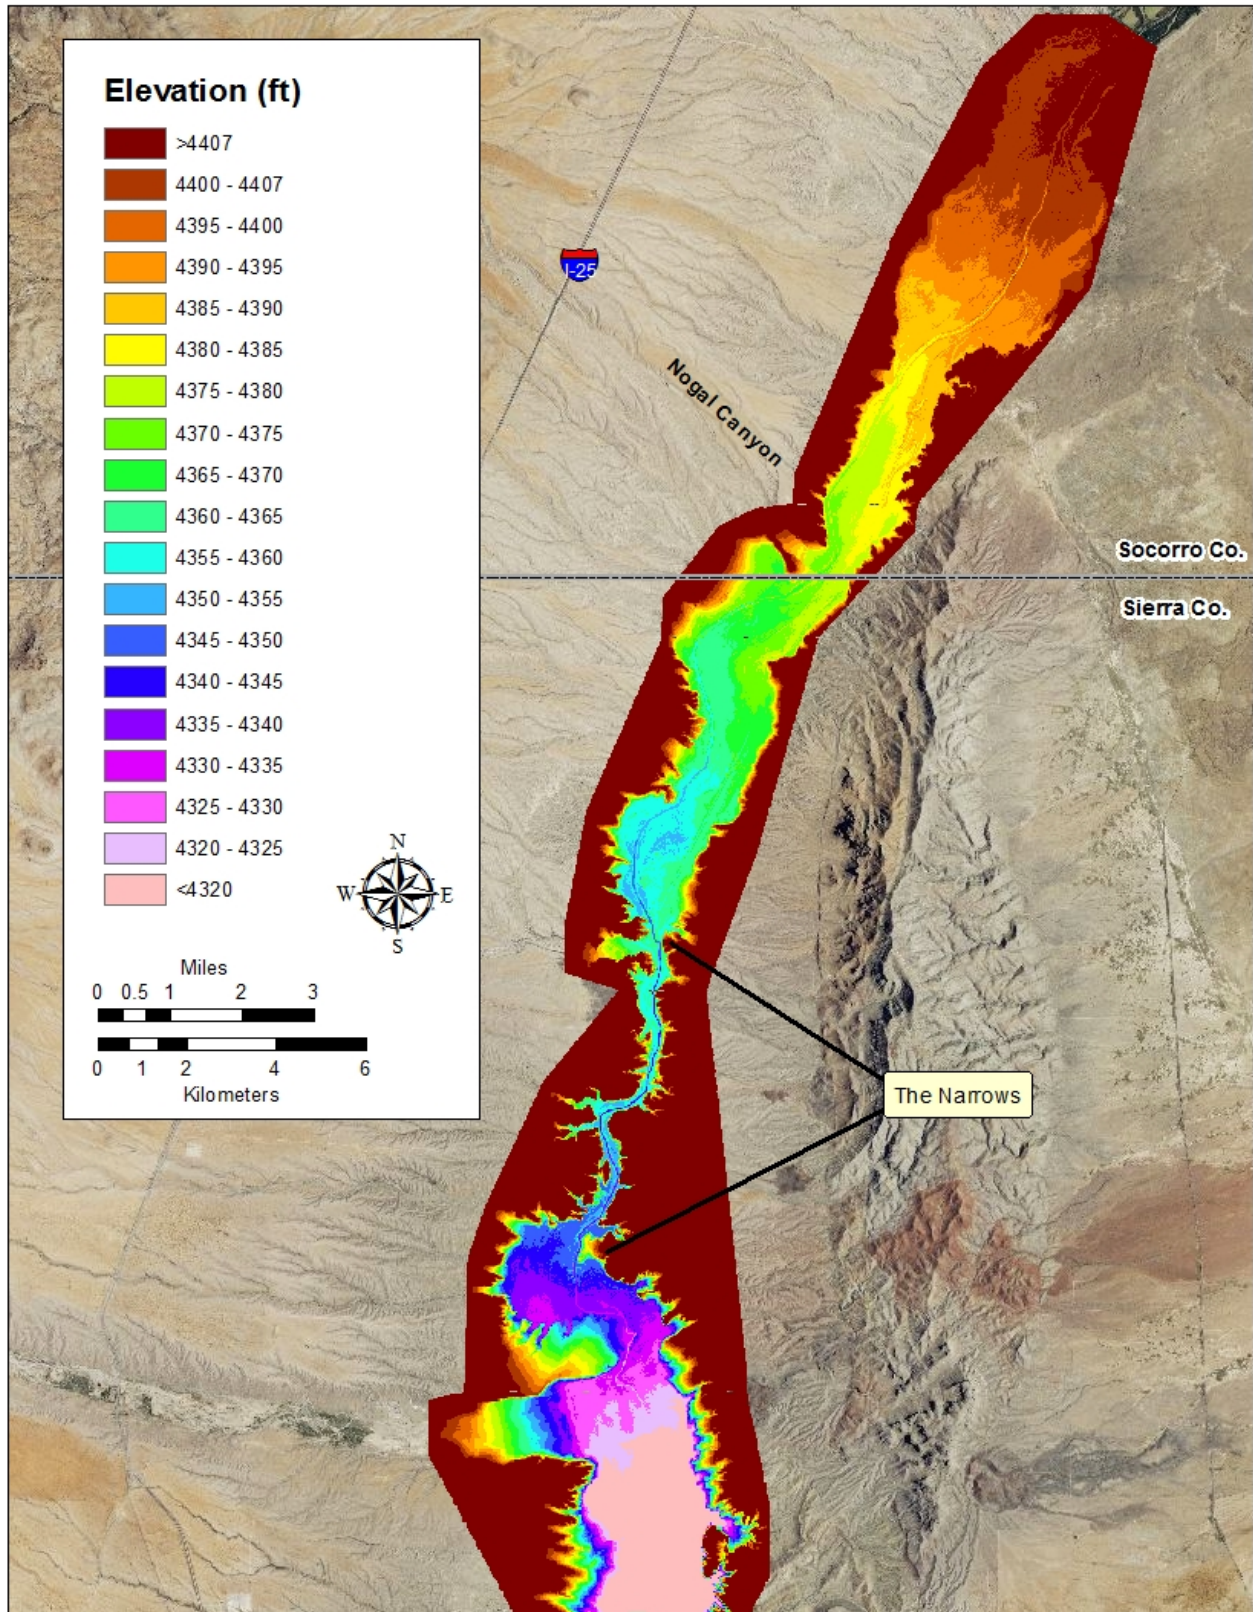 Elevation (ft)
>4407
4400 - 4407
4395 - 4400
4390 - 4395
4385 - 4390
4380 - 4385
4375 - 4380
4370 - 4375
4365 - 4370
4360 - 4365
4355 - 4360
4350 - 4355
4345 - 4350
4340 - 4345
4335 - 4340
4330 - 4335
4325 - 4330
4320 - 4325
<4320
N
W E
S
Miles
0 0.5 1 2 3
0 1 2 4 6
Kilometers
I-25
Nogal Canyon
Socorro Co.
Sierra Co.
The Narrows